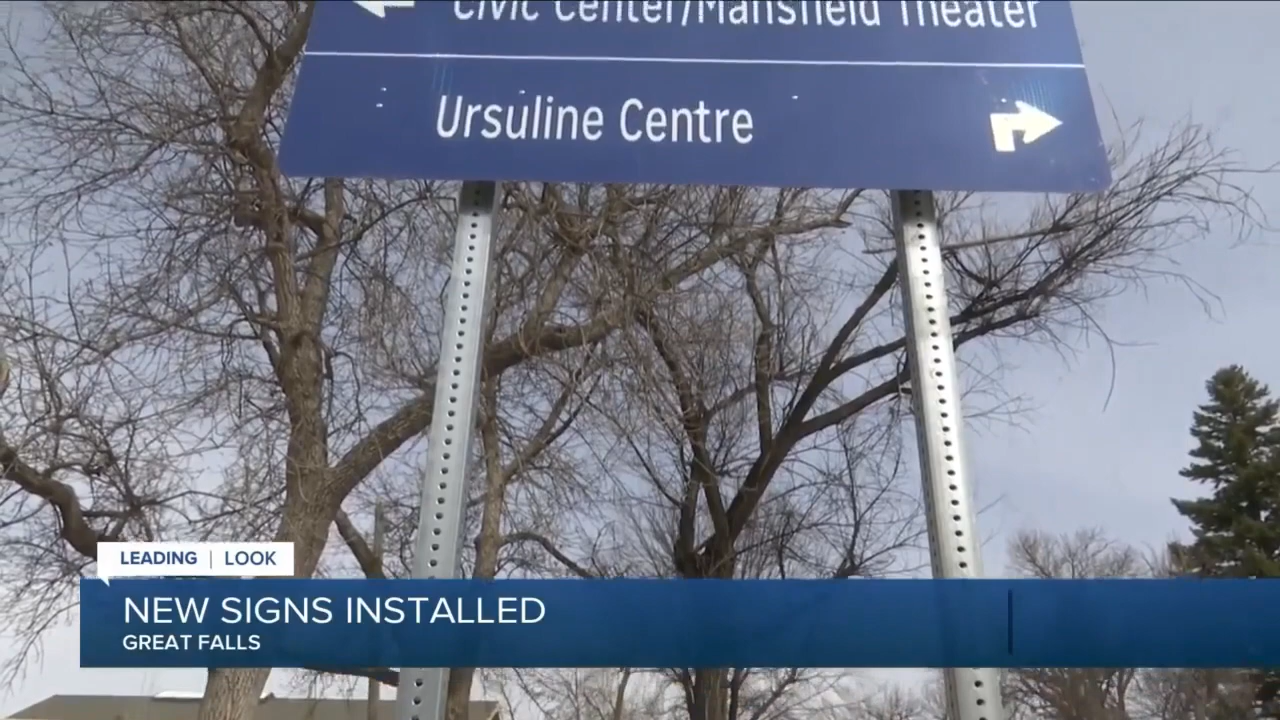 Civic Center/Mansfield Theater
Ursuline Centre
LEADING | LOOK
NEW SIGNS INSTALLED
GREAT FALLS